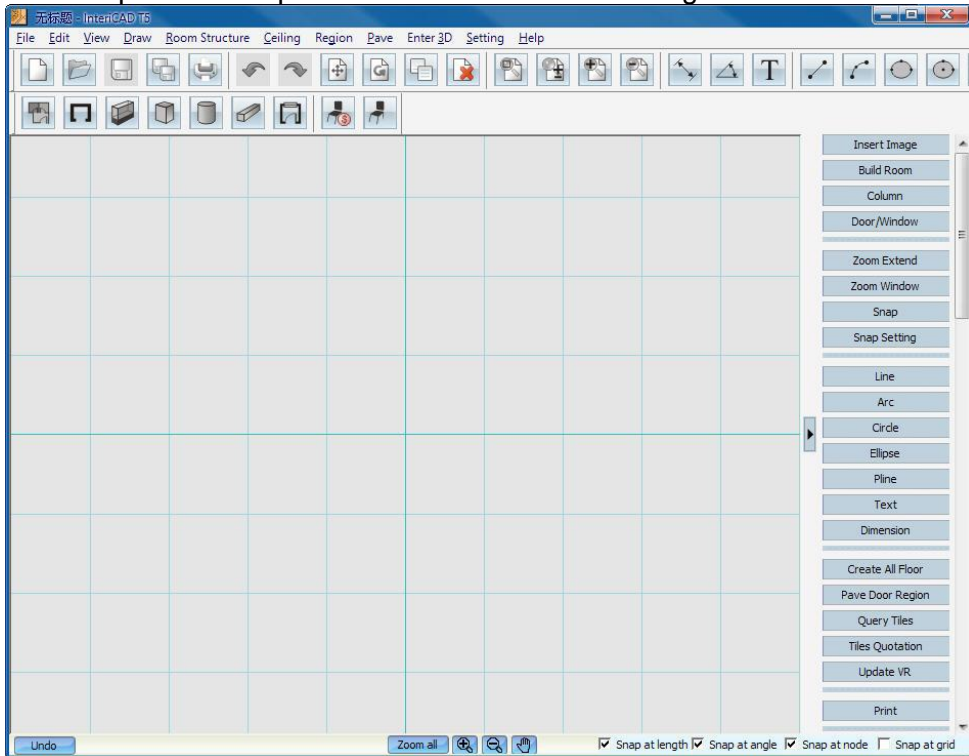 无标题 - InteriCAD T5
File Edit View Draw Room Structure Ceiling Region Pave Enter 3D Setting Help
T
Insert Image
Build Room
Column
Door/Window
Zoom Extend
Zoom Window
Snap
Snap Setting
Line
Arc
Circle
Ellipse
Pline
Text
Dimension
Create All Floor
Pave Door Region
Query Tiles
Tiles Quotation
Update VR
Print
Undo Zoom all Snap at length Snap at angle Snap at node Snap at grid